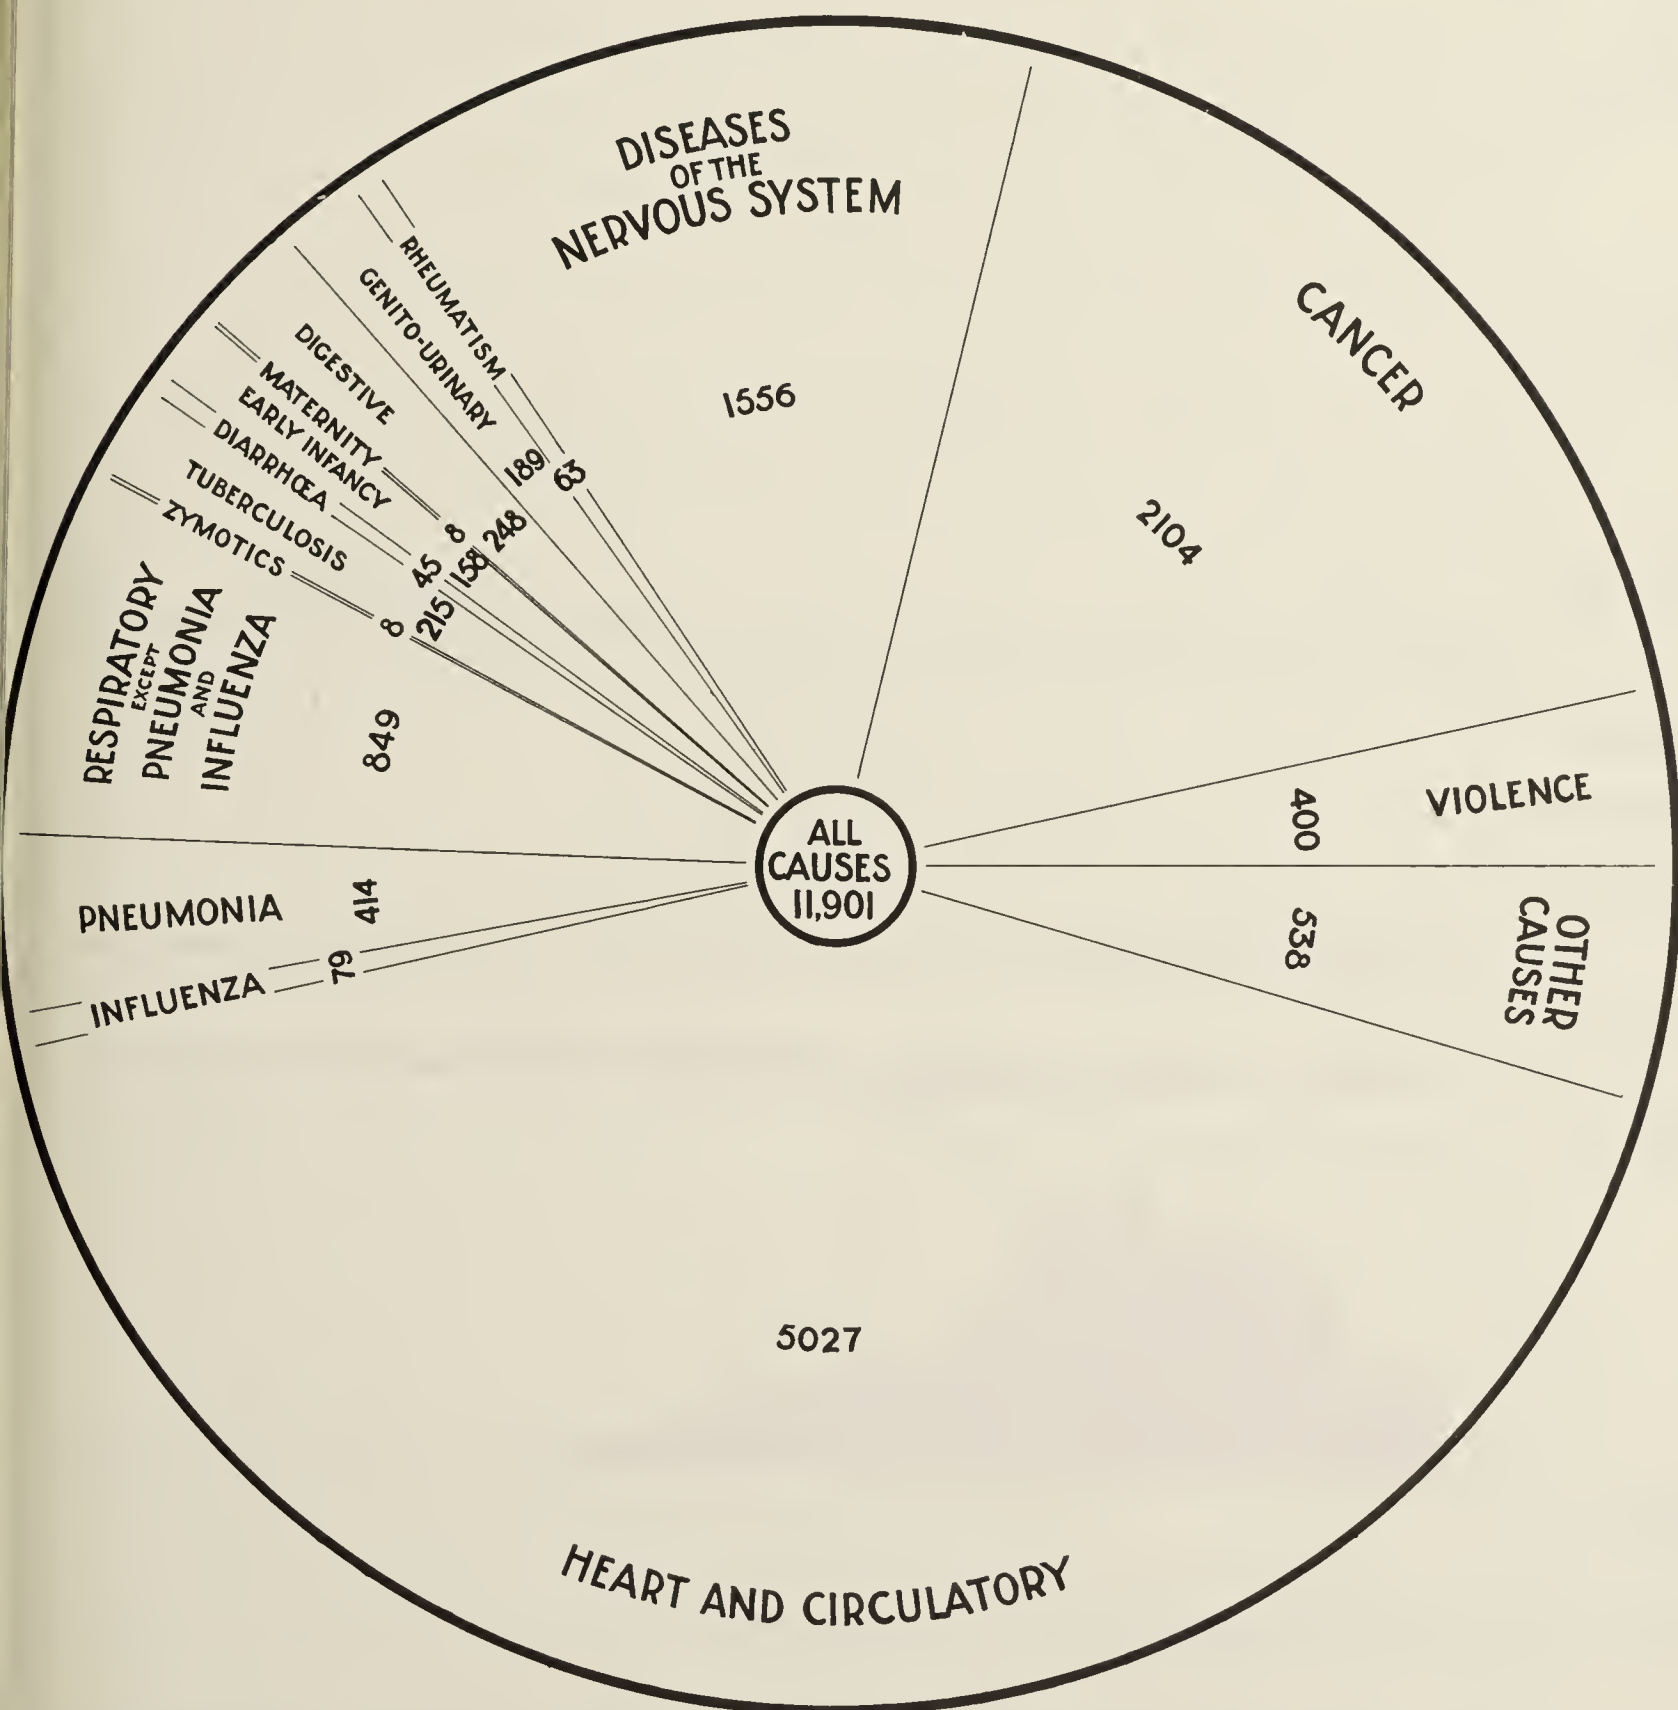 DISEASES
OF THE
NERVOUS SYSTEM
1556
CANCER
2104
VIOLENCE
400
OTHER
CAUSES
538
HEART AND CIRCULATORY
5027
INFLUENZA
79
PNEUMONIA
414
RESPIRATORY
EXCEPT
PNEUMONIA
AND
INFLUENZA
849
ZYMOTICS
8
TUBERCULOSIS
215
DIARRHŒA
45
EARLY INFANCY
158
MATERNITY
8
DIGESTIVE
248
GENITO-URINARY
189
RHEUMATISM
63
ALL
CAUSES
11,901